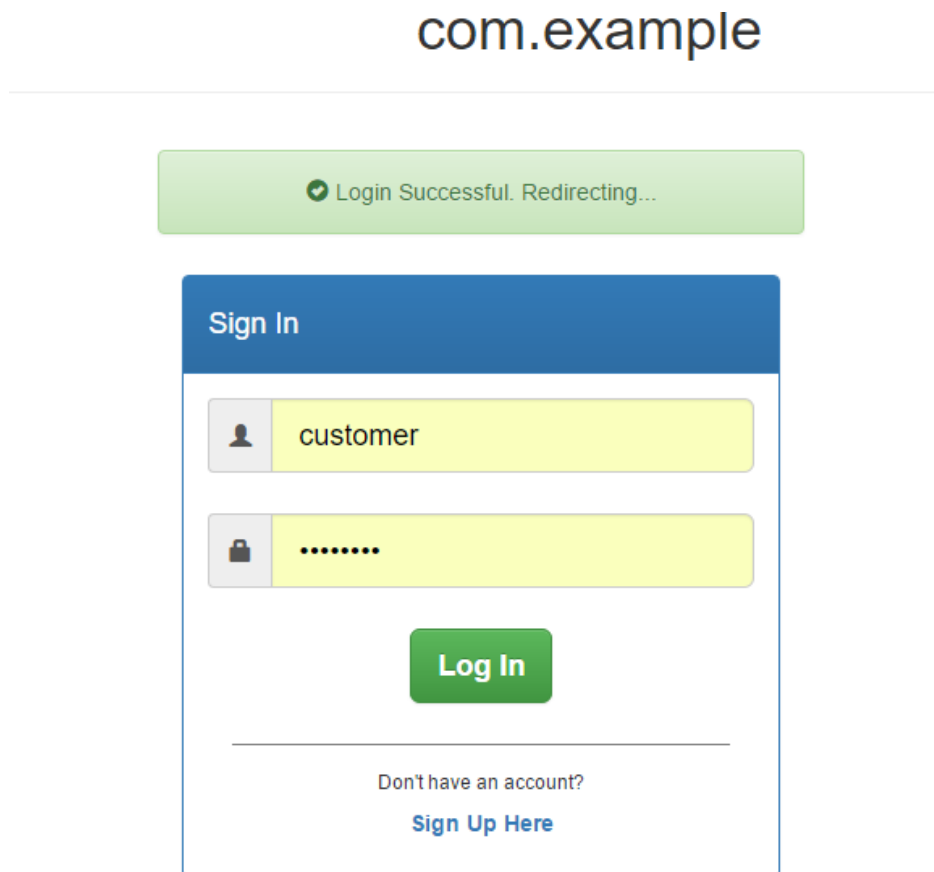 com.example
Login Successful. Redirecting...
Sign In
customer
••••••••
Log In
Don't have an account?
Sign Up Here